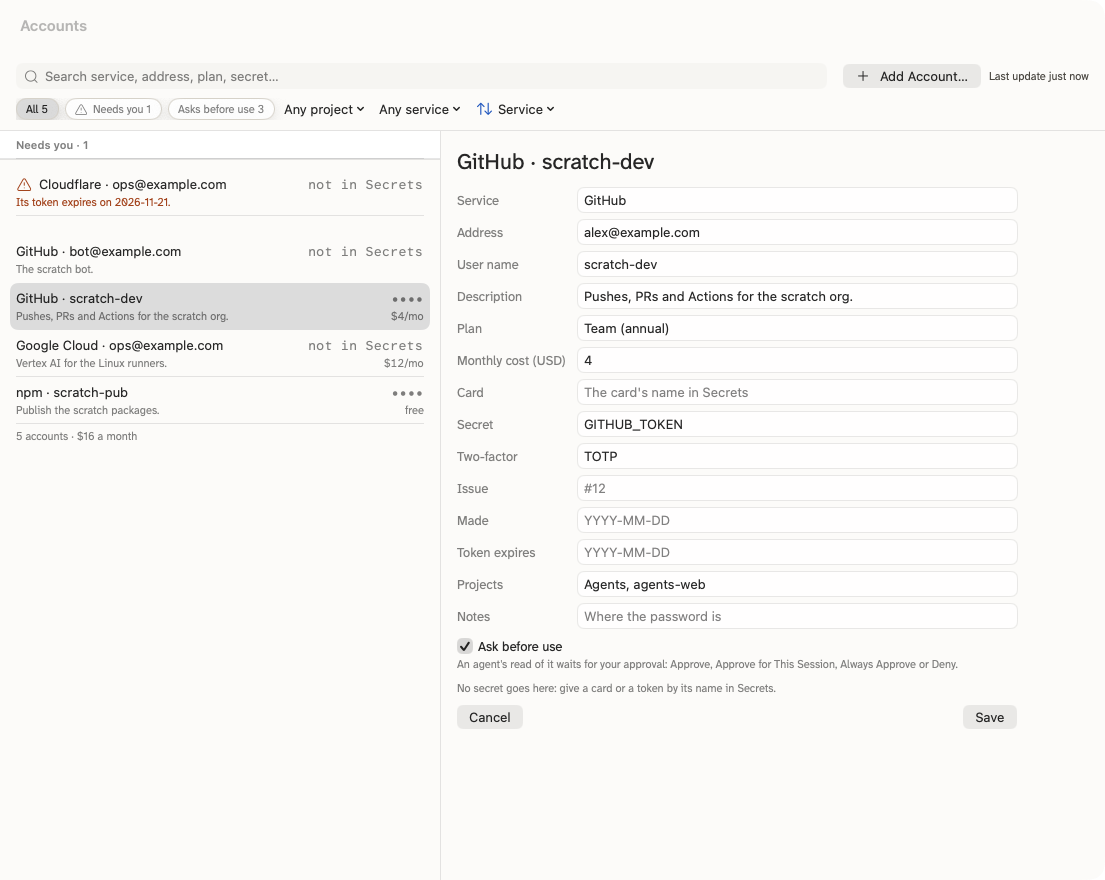 Accounts
Search service, address, plan, secret...
Add Account...
Last update just now
All 5
Needs you 1
Asks before use 3
Any project
Any service
Service
Needs you · 1
Cloudflare · ops@example.com
not in Secrets
Its token expires on 2026-11-21.
GitHub · bot@example.com
not in Secrets
The scratch bot.
GitHub · scratch-dev
••••
Pushes, PRs and Actions for the scratch org.
$4/mo
Google Cloud · ops@example.com
not in Secrets
Vertex AI for the Linux runners.
$12/mo
npm · scratch-pub
••••
Publish the scratch packages.
free
5 accounts · $16 a month
GitHub · scratch-dev
Service
GitHub
Address
alex@example.com
User name
scratch-dev
Description
Pushes, PRs and Actions for the scratch org.
Plan
Team (annual)
Monthly cost (USD)
4
Card
The card's name in Secrets
Secret
GITHUB_TOKEN
Two-factor
TOTP
Issue
#12
Made
YYYY-MM-DD
Token expires
YYYY-MM-DD
Projects
Agents, agents-web
Notes
Where the password is
Ask before use
An agent's read of it waits for your approval: Approve, Approve for This Session, Always Approve or Deny.
No secret goes here: give a card or a token by its name in Secrets.
Cancel
Save